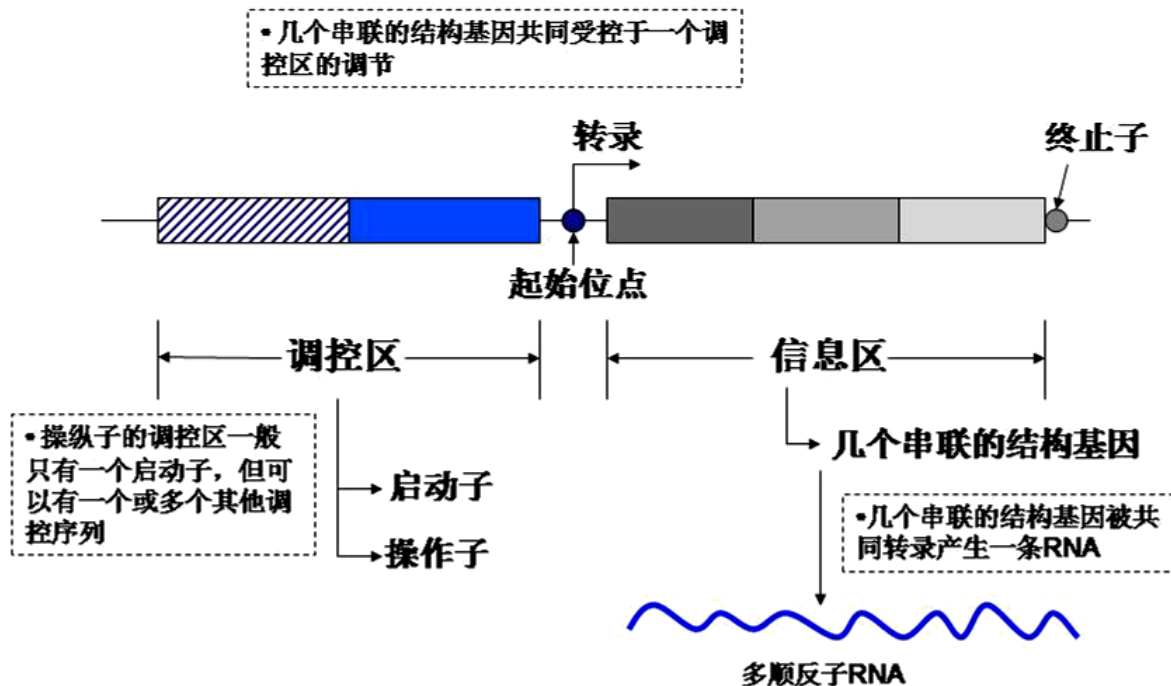 • 几个串联的结构基因共同受控于一个调
控区的调节
转录
终止子
起始位点
调控区
信息区
• 操纵子的调控区一般
只有一个启动子，但可
以有一个或多个其他调
控序列
启动子
操作子
几个串联的结构基因
•几个串联的结构基因被共
同转录产生一条RNA
多顺反子RNA